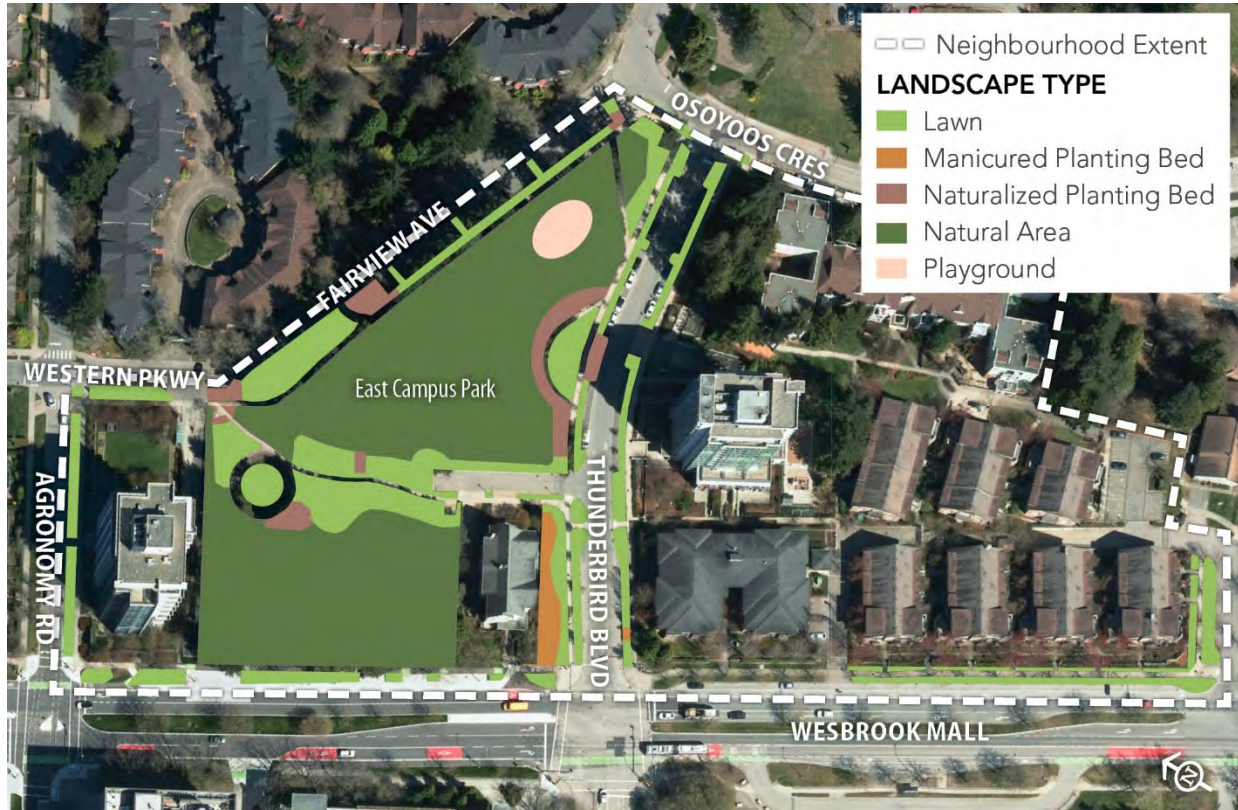 Neighbourhood Extent
LANDSCAPE TYPE
Lawn
Manicured Planting Bed
Naturalized Planting Bed
Natural Area
Playground
OSOYOOS CRES
FAIRVIEW AVE
WESTERN PKWY
East Campus Park
AGRONOMY RD
THUNDERBIRD BLVD
WESBROOK MALL
N